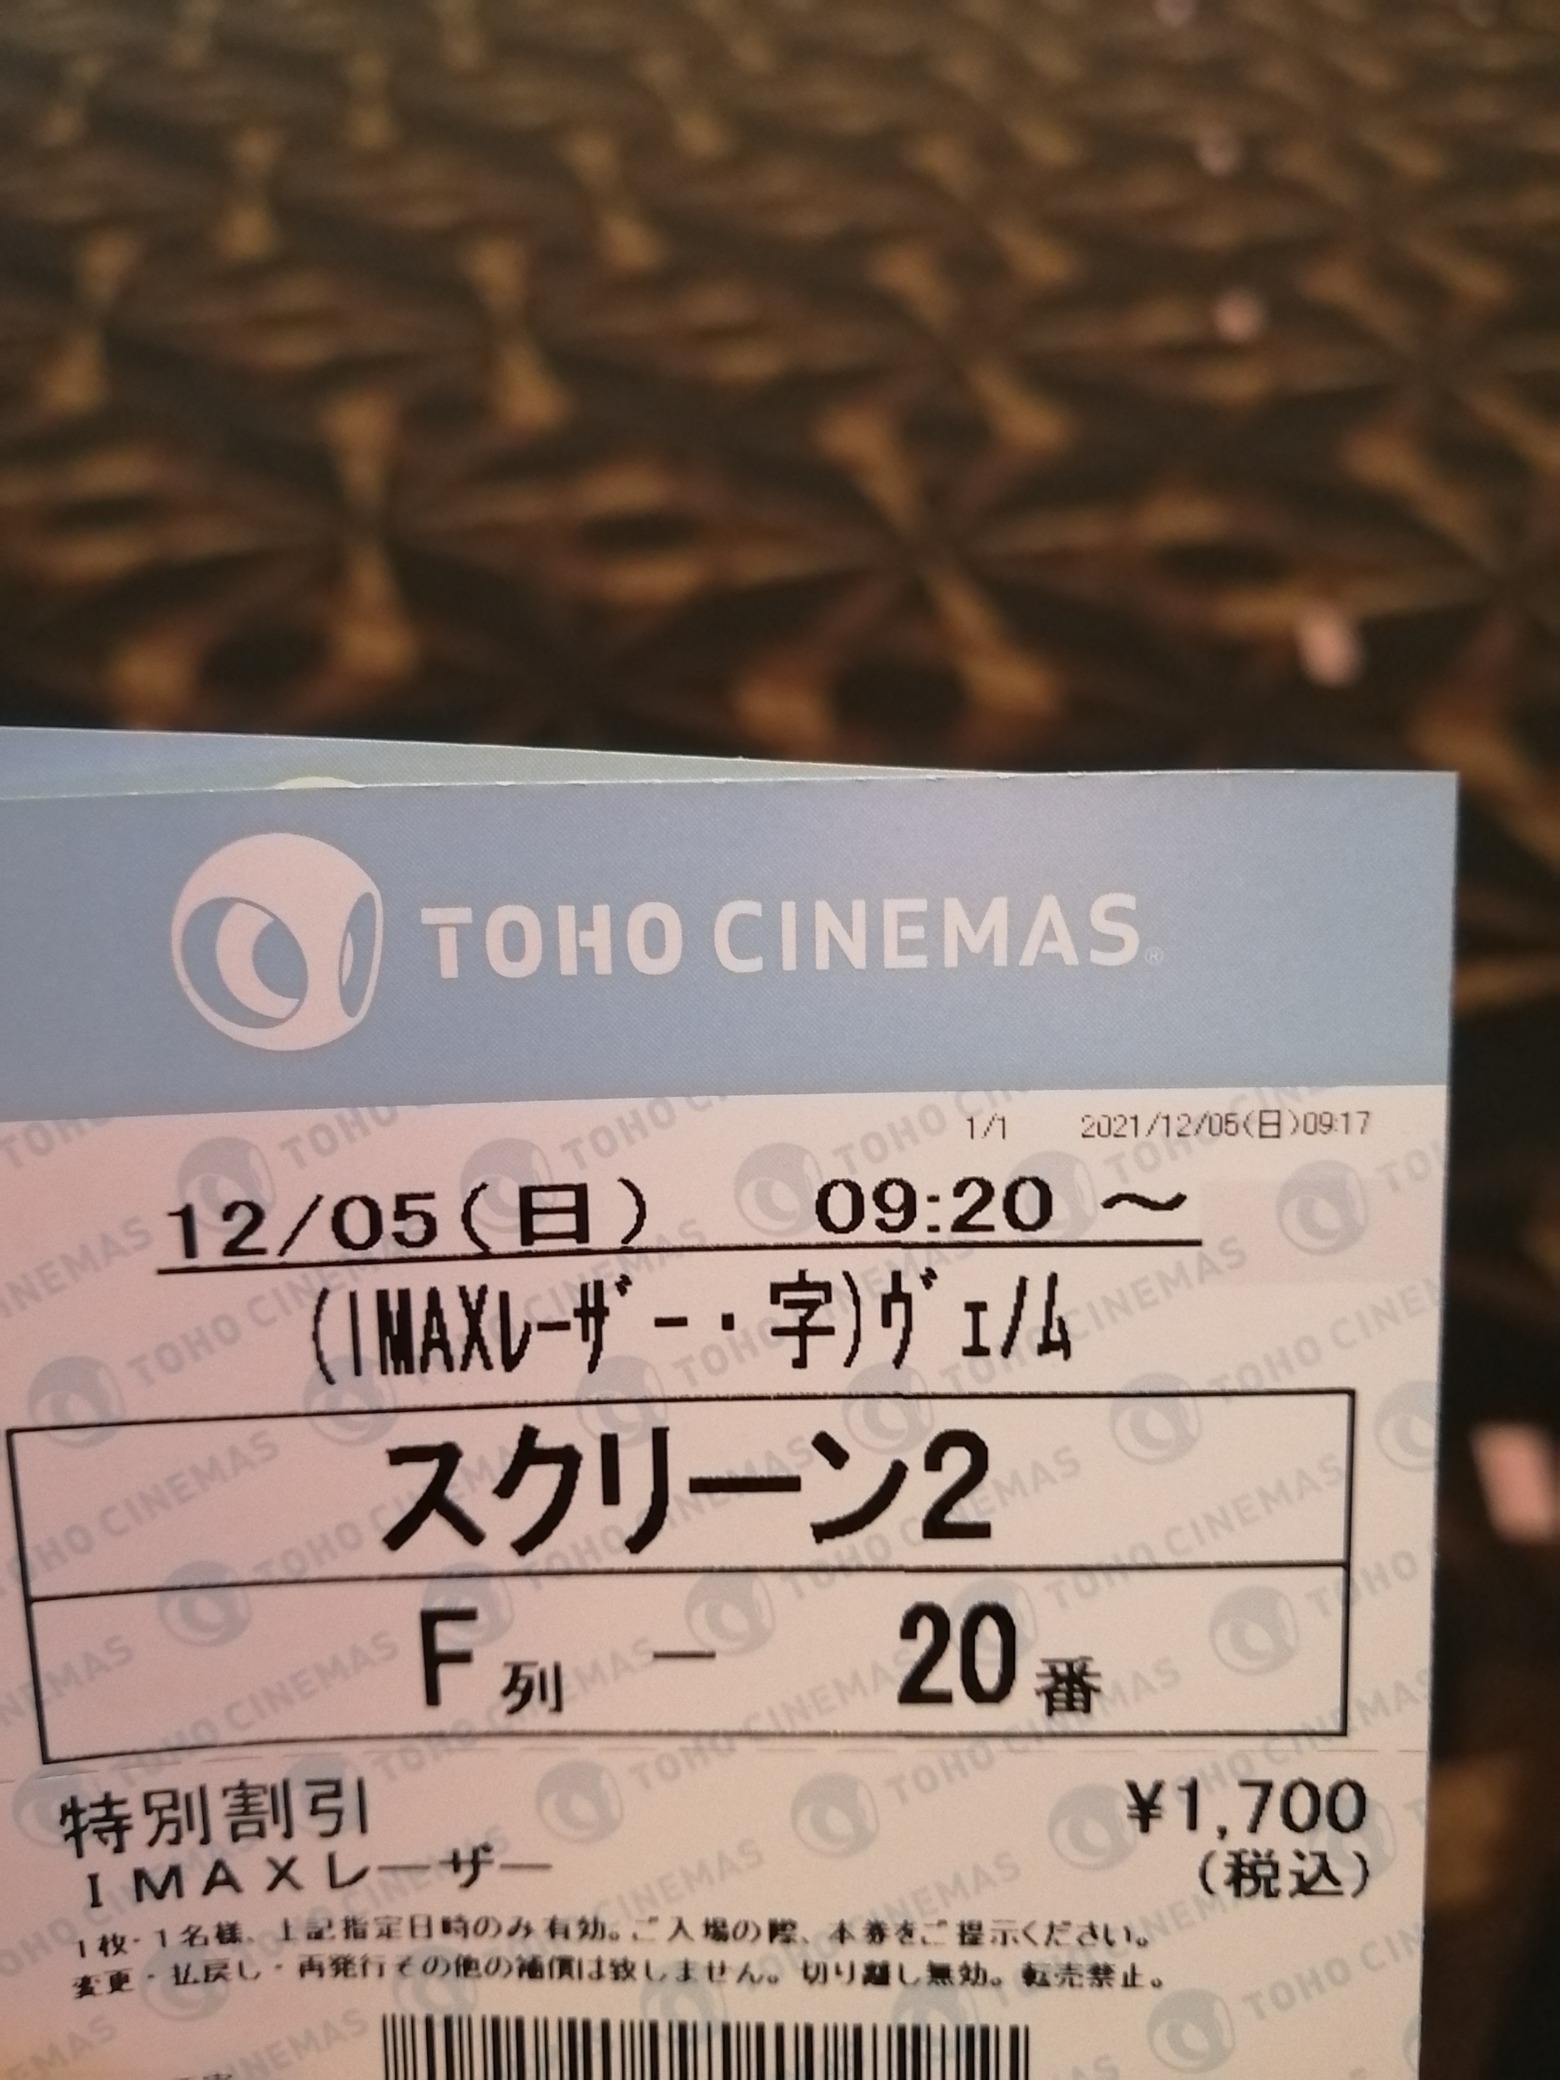 TOHO CINEMAS®
1/1 2021/12/05(日)09:17
12/05(日) 09:20 ～
(IMAXﾚｰｻﾞｰ・字)ｳﾞｪﾉﾑ
スクリーン2
F列 － 20番
特別割引 ¥1,700
IMAXレーザー (税込)
1枚・1名様、上記指定日時のみ有効。ご入場の際、本券をご提示ください。
変更・払戻し・再発行その他の補償は致しません。切り離し無効。転売禁止。